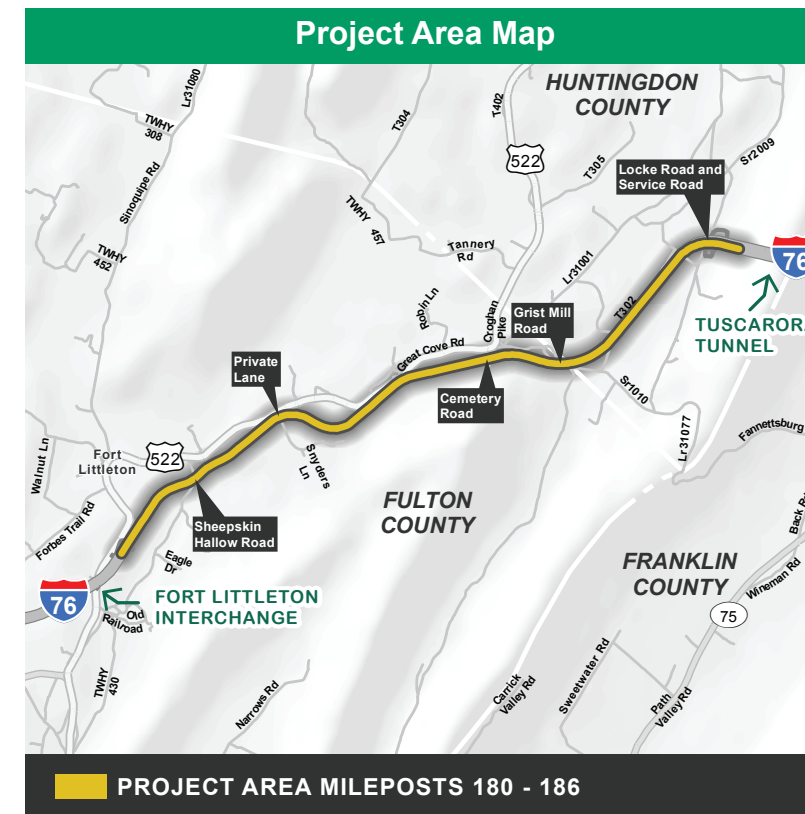 Project Area Map
HUNTINGDON
COUNTY
Lr31080
TWHY
308
T304
T402
522
T305
Sr2009
Locke Road and
Service Road
Sinoquipe Rd
TWHY
457
Tannery
Rd
TWHY
452
Lr31001
76
Robin Ln
Croghan
Pike
Grist Mill
Road
T302
TUSCARORA
TUNNEL
Great Cove Rd
Private
Lane
Cemetery
Road
Sr1010
Walnut Ln
Fort
Littleton
522
Snyders
Ln
Lr31077
Fannettsburg
FULTON
COUNTY
Forbes Trail Rd
Sheepskin
Hallow Road
Back R
Eagle
Dr
FRANKLIN
COUNTY
Wineman Rd
76
FORT LITTLETON
INTERCHANGE
Old
Railroad
75
TWHY
430
Narrows Rd
Carrick
Valley Rd
Sweetwater Rd
Path
Valley Rd
PROJECT AREA MILEPOSTS 180 - 186